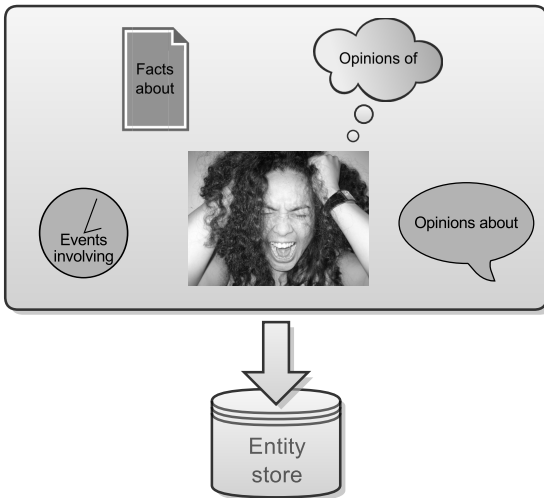 Facts
about
Opinions of
Events
involving
Opinions about
Entity
store